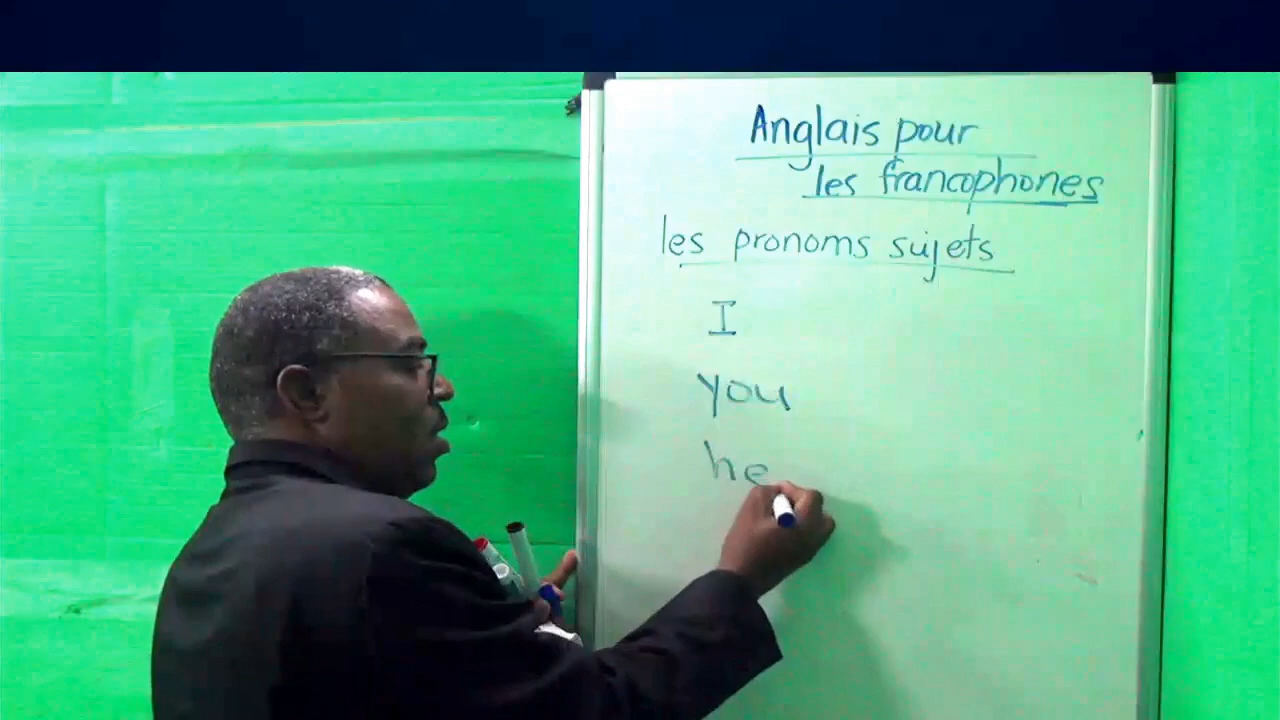 Anglais pour
les francophones
les pronoms sujets
I
you
he